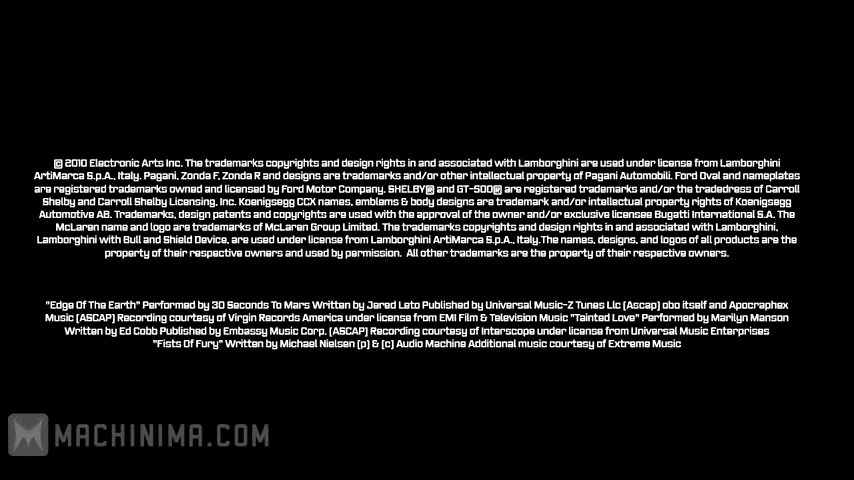 © 2010 Electronic Arts Inc. The trademarks copyrights and design rights in and associated with Lamborghini are used under license from Lamborghini
ArtiMarca S.p.A., Italy. Pagani, Zonda F, Zonda R and designs are trademarks and/or other intellectual property of Pagani Automobili. Ford Oval and nameplates
are registered trademarks owned and licensed by Ford Motor Company. SHELBY® and GT-500® are registered trademarks and/or the tradedress of Carroll
Shelby and Carroll Shelby Licensing, Inc. Koenigsegg CCX names, emblems & body designs are trademark and/or intellectual property rights of Koenigsegg
Automotive AB. Trademarks, design patents and copyrights are used with the approval of the owner and/or exclusive licensee Bugatti International S.A. The
McLaren name and logo are trademarks of McLaren Group Limited. The trademarks copyrights and design rights in and associated with Lamborghini,
Lamborghini with Bull and Shield Device, are used under license from Lamborghini ArtiMarca S.p.A., Italy.The names, designs, and logos of all products are the
property of their respective owners and used by permission. All other trademarks are the property of their respective owners.
"Edge Of The Earth" Performed by 30 Seconds To Mars Written by Jered Leto Published by Universal Music-Z Tunes Llc (Ascap) obo itself and Apocraphex
Music (ASCAP) Recording courtesy of Virgin Records America under license from EMI Film & Television Music "Tainted Love" Performed by Marilyn Manson
Written by Ed Cobb Published by Embassy Music Corp. (ASCAP) Recording courtesy of Interscope under license from Universal Music Enterprises
"Fists Of Fury" Written by Michael Nielsen (p) & (c) Audio Machine Additional music courtesy of Extreme Music
MACHINIMA.COM